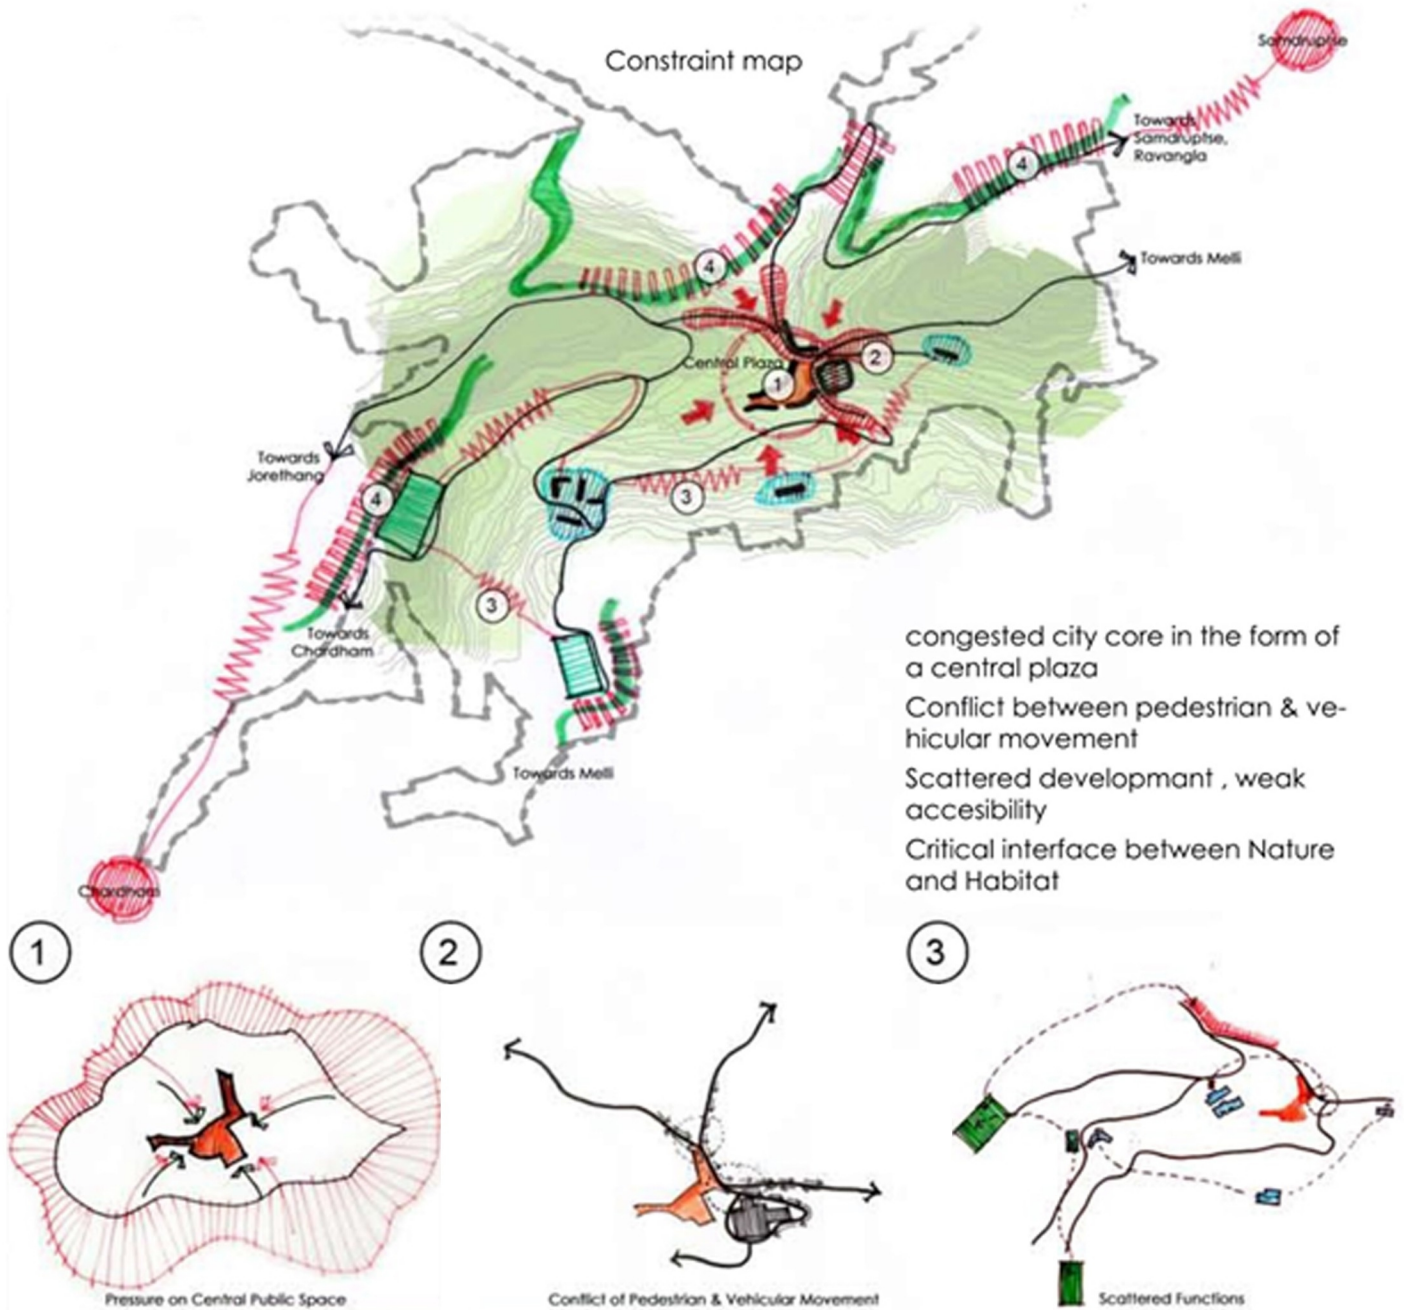 Constraint map
Samdruptse
Towards
Samdruptse,
Ravangla
4
Towards Melli
4
2
Central Plaza
1
Towards
Jorethang
4
3
3
Towards
Chardham
Towards Melli
Chardham
congested city core in the form of
a central plaza
Conflict between pedestrian & ve-
hicular movement
Scattered developmant , weak
accesibility
Critical interface between Nature
and Habitat
1
2
3
Pressure on Central Public Space
Conflict of Pedestrian & Vehicular Movement
Scattered Functions